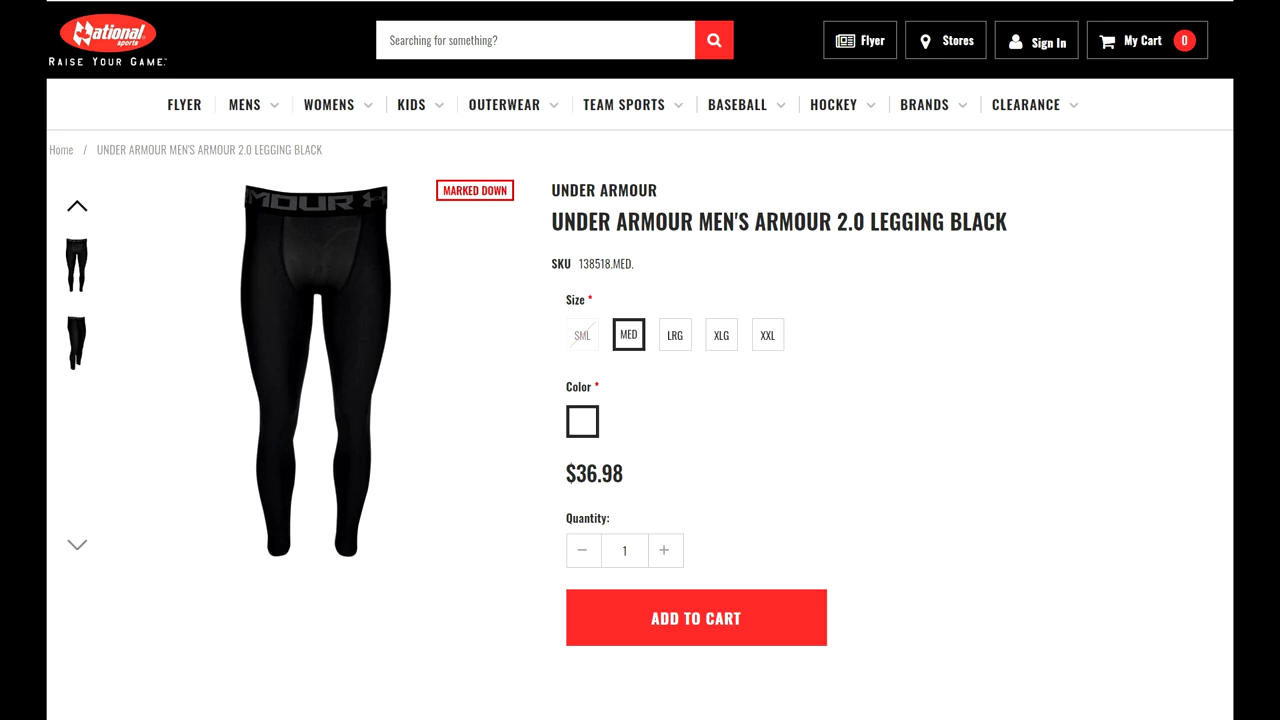 National
sports
RAISE YOUR GAME.™
Searching for something?
Flyer
Stores
Sign In
My Cart 0
FLYER MENS WOMENS KIDS OUTERWEAR TEAM SPORTS BASEBALL HOCKEY BRANDS CLEARANCE
Home / UNDER ARMOUR MEN'S ARMOUR 2.0 LEGGING BLACK
MOUR
MARKED DOWN
UNDER ARMOUR
UNDER ARMOUR MEN'S ARMOUR 2.0 LEGGING BLACK
SKU 138518.MED.
Size *
SML MED LRG XLG XXL
Color *
$36.98
Quantity:
− 1 +
ADD TO CART